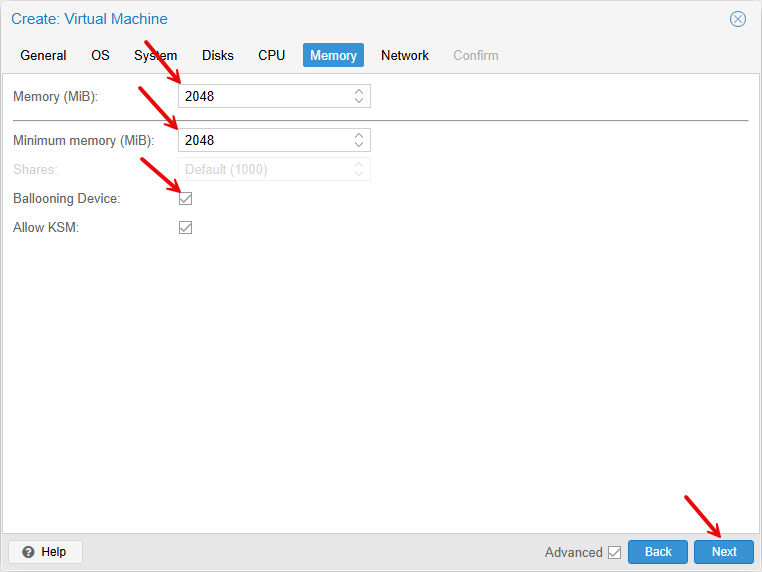 Create: Virtual Machine
General OS System Disks CPU Memory Network Confirm
Memory (MiB): 2048
Minimum memory (MiB): 2048
Shares: Default (1000)
Ballooning Device:
Allow KSM:
Help Advanced Back Next